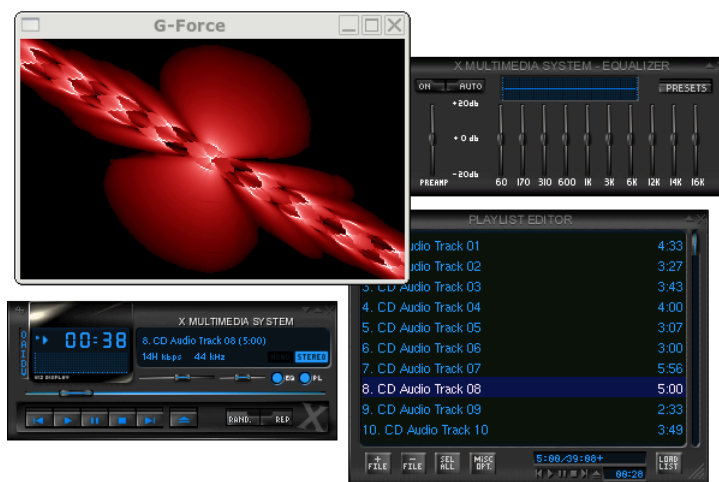 G-Force
X MULTIMEDIA SYSTEM - EQUALIZER
ON AUTO PRESETS
+20db
+0 db
-20db
PREAMP 60 170 310 600 1K 3K 6K 12K 14K 16K
PLAYLIST EDITOR
Audio Track 01 4:33
Audio Track 02 3:27
3. CD Audio Track 03 3:43
4. CD Audio Track 04 4:00
5. CD Audio Track 05 3:07
6. CD Audio Track 06 3:00
7. CD Audio Track 07 5:56
8. CD Audio Track 08 5:00
9. CD Audio Track 09 2:33
10. CD Audio Track 10 3:49
+ FILE - FILE SEL ALL MISC OPT. 5:00/39:08+ 00:28 LOAD LIST
X MULTIMEDIA SYSTEM
O A I D V
00:38
8. CD Audio Track 08 (5:00)
14H kbps 44 kHz STEREO
EQ PL
RAND. REP
X